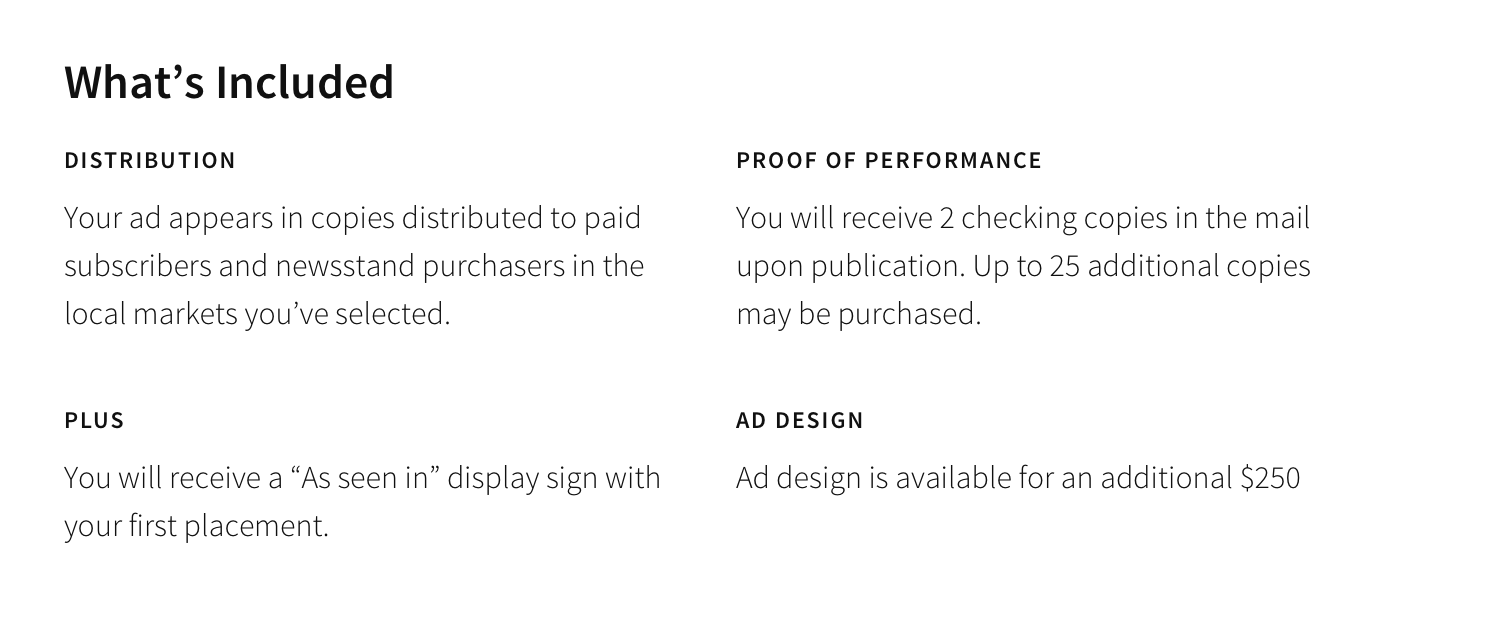 What’s Included
DISTRIBUTION
Your ad appears in copies distributed to paid
subscribers and newsstand purchasers in the
local markets you’ve selected.
PROOF OF PERFORMANCE
You will receive 2 checking copies in the mail
upon publication. Up to 25 additional copies
may be purchased.
PLUS
You will receive a “As seen in” display sign with
your first placement.
AD DESIGN
Ad design is available for an additional $250